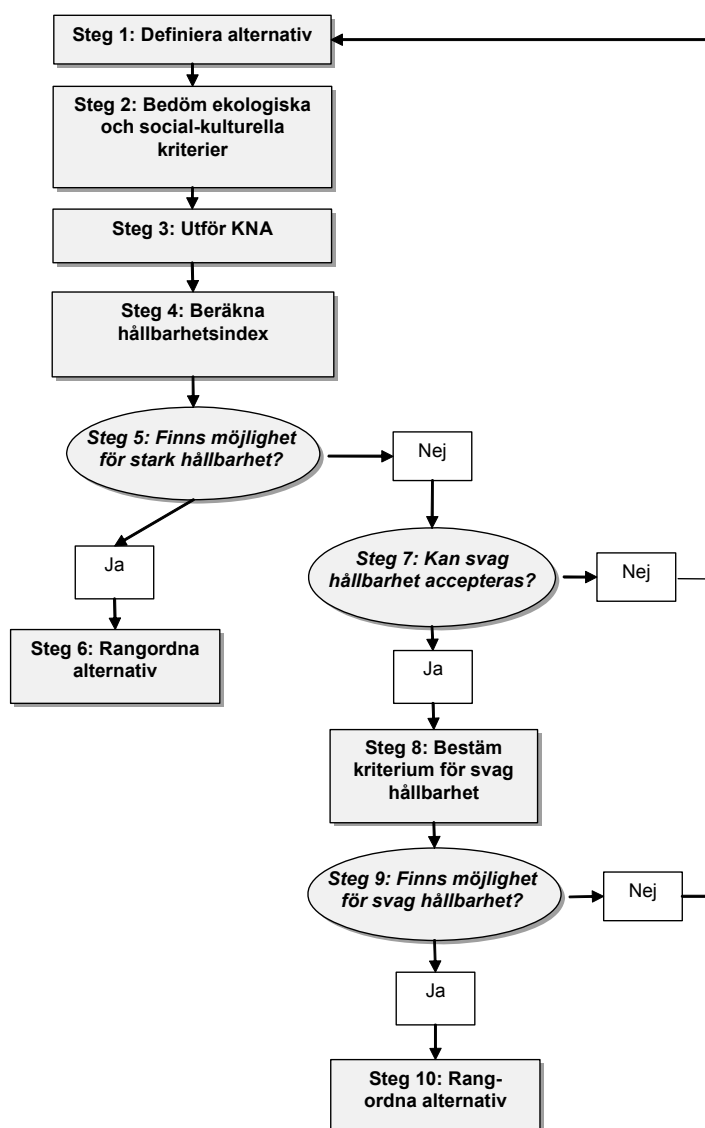 Steg 1: Definiera alternativ
Steg 2: Bedöm ekologiska
och social-kulturella
kriterier
Steg 3: Utför KNA
Steg 4: Beräkna
hållbarhetsindex
Steg 5: Finns möjlighet
för stark hållbarhet?
Nej
Ja
Steg 6: Rangordna
alternativ
Steg 7: Kan svag
hållbarhet accepteras?
Nej
Ja
Steg 8: Bestäm
kriterium för svag
hållbarhet
Steg 9: Finns möjlighet
för svag hållbarhet?
Nej
Ja
Steg 10: Rang-
ordna alternativ